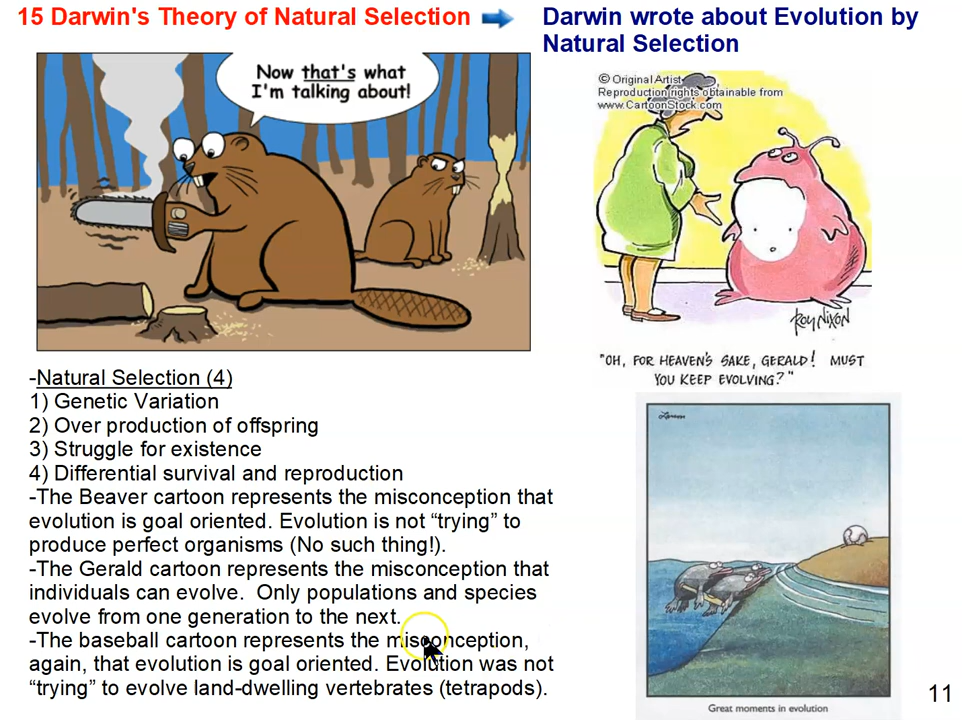 15 Darwin's Theory of Natural Selection
Darwin wrote about Evolution by
Natural Selection
Now that's what
I'm talking about!
© Original Artist
Reproduction rights obtainable from
www.CartoonStock.com
ROY NIXON
"OH, FOR HEAVEN'S SAKE, GERALD! MUST
YOU KEEP EVOLVING?"
-Natural Selection (4)
1) Genetic Variation
2) Over production of offspring
3) Struggle for existence
4) Differential survival and reproduction
-The Beaver cartoon represents the misconception that
evolution is goal oriented. Evolution is not “trying” to
produce perfect organisms (No such thing!).
-The Gerald cartoon represents the misconception that
individuals can evolve.  Only populations and species
evolve from one generation to the next.
-The baseball cartoon represents the misconception,
again, that evolution is goal oriented. Evolution was not
“trying” to evolve land-dwelling vertebrates (tetrapods).
Larson
Great moments in evolution
11